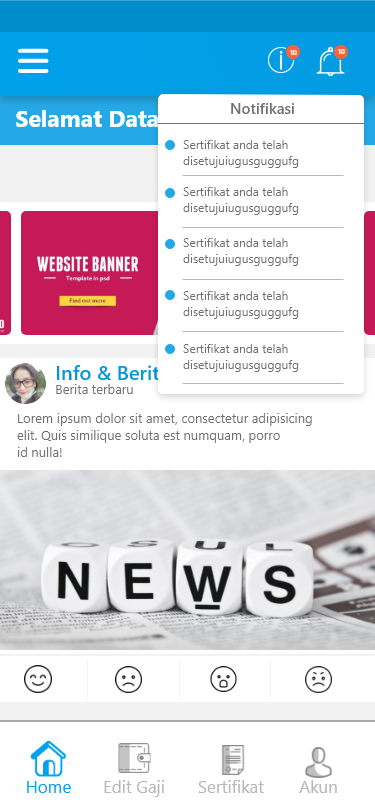 10
10
Selamat Data
Notifikasi
Sertifikat anda telah
disetujuiugusguggufg
Sertifikat anda telah
disetujuiugusguggufg
Sertifikat anda telah
disetujuiugusguggufg
Sertifikat anda telah
disetujuiugusguggufg
Sertifikat anda telah
disetujuiugusguggufg
WEBSITE BANNER
Template in psd
Find out more
Info & Berit
Berita terbaru
Lorem ipsum dolor sit amet, consectetur adipisicing
elit. Quis similique soluta est numquam, porro
id nulla!
NEWS
Home
Edit Gaji
Sertifikat
Akun